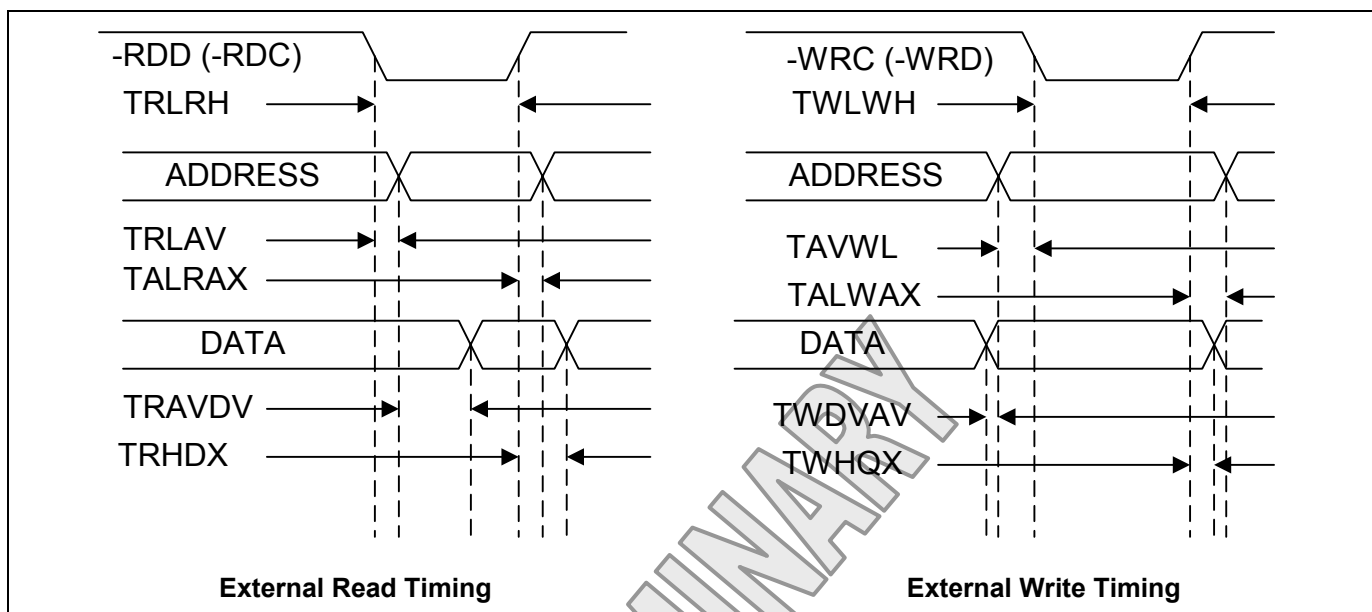 -RDD (-RDC)
TRLRH
ADDRESS
TRLAV
TALRAX
DATA
TRAVDV
TRHDX
External Read Timing
-WRC (-WRD)
TWLWH
ADDRESS
TAVWL
TALWAX
DATA
TWDVAV
TWHQX
External Write Timing